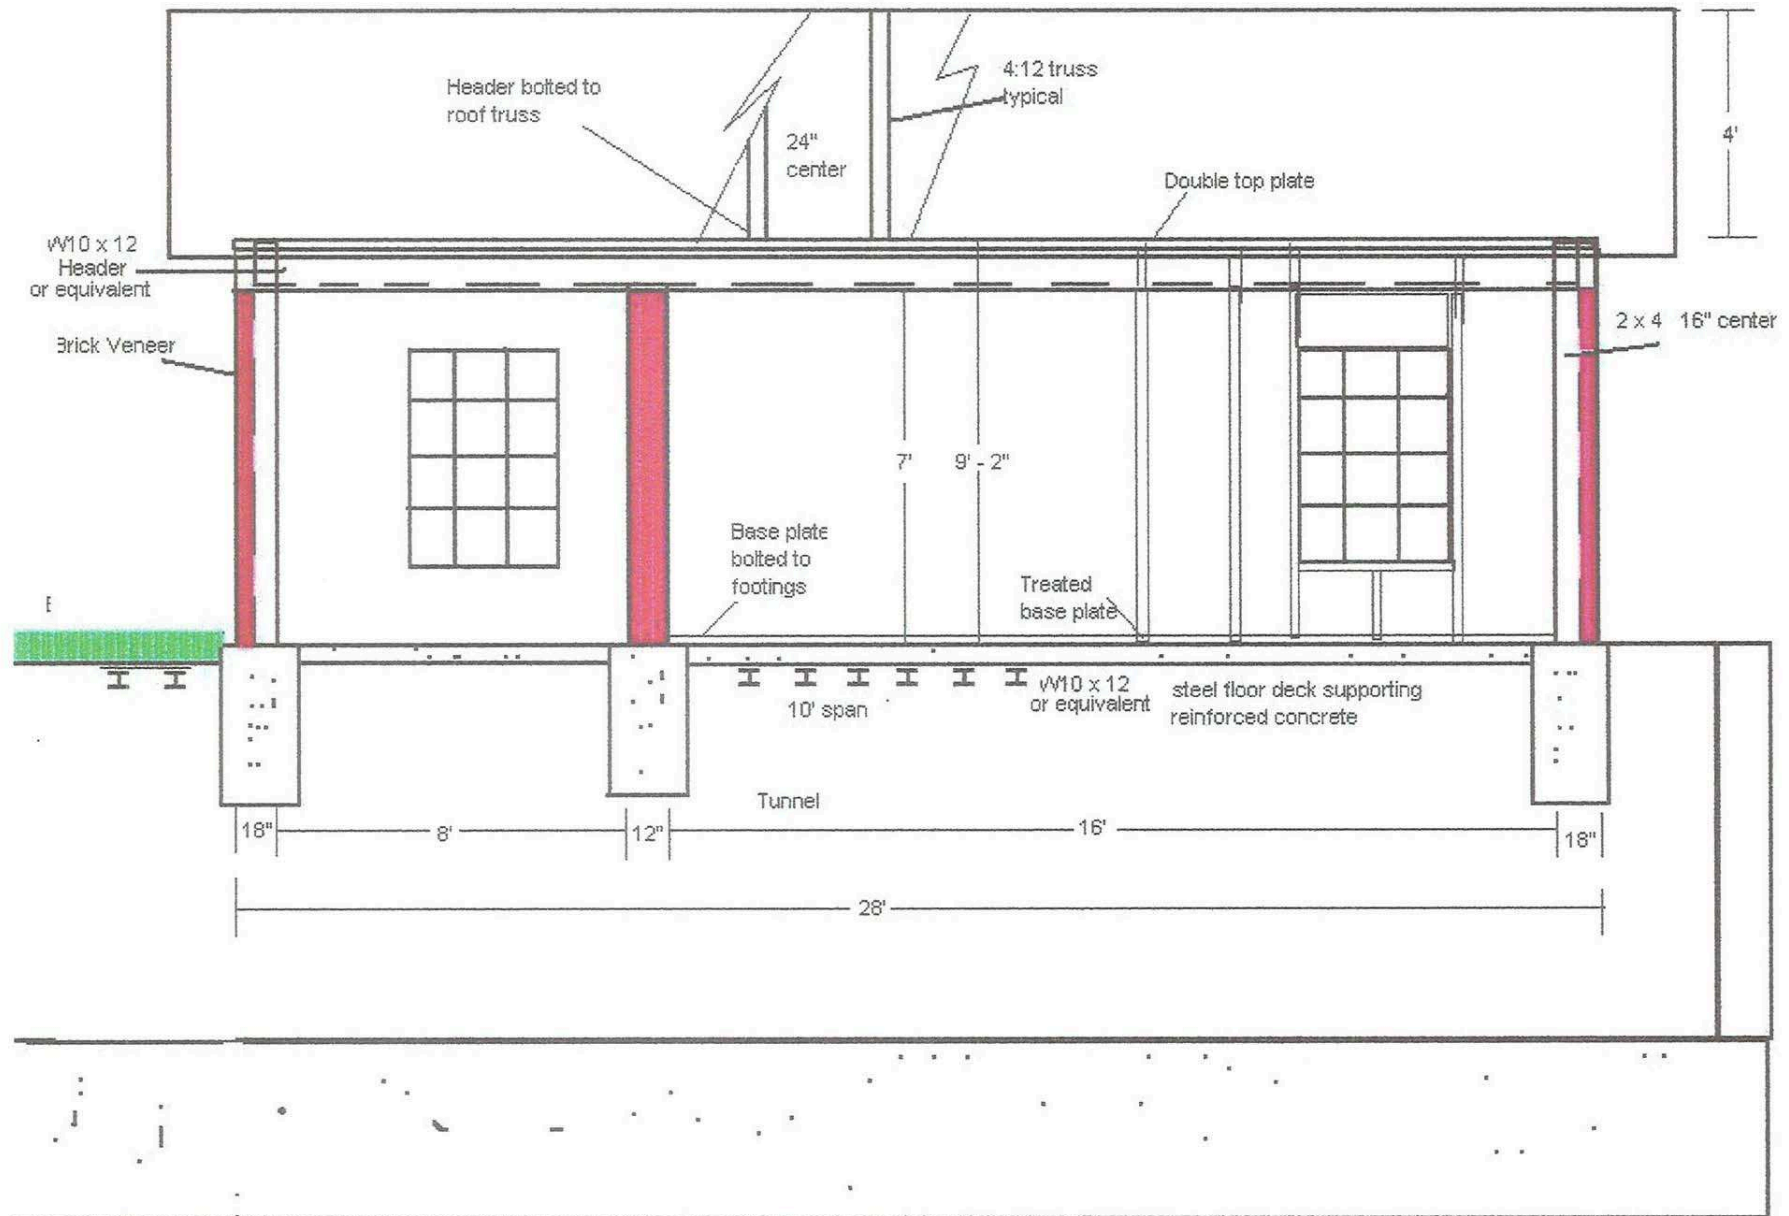 Header bolted to
roof truss
24"
center
4:12 truss
typical
4'
Double top plate
W10 x 12
Header
or equivalent
2 x 4 16" center
Brick Veneer
7'
9' - 2"
Base plate
bolted to
footings
Treated
base plate
E
W10 x 12
or equivalent
10' span
steel floor deck supporting
reinforced concrete
Tunnel
18"
8'
12"
16'
18"
28'